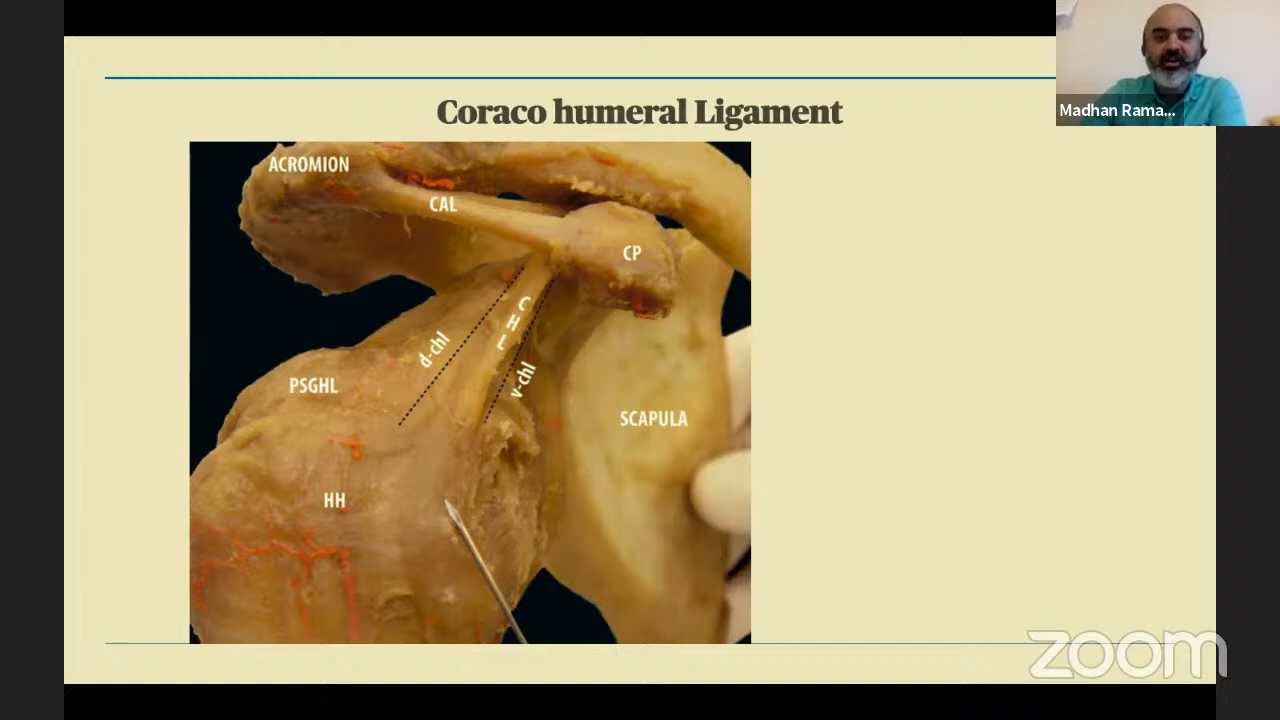 Coraco humeral Ligament
Madhan Rama...
ACROMION
CAL
CP
CHL
d-chl
v-chl
PSGHL
SCAPULA
HH
zoom